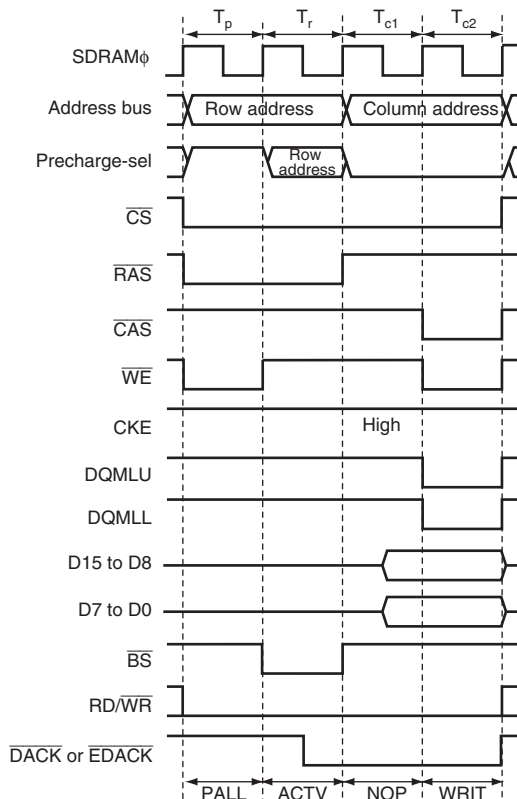 Tp Tr Tc1 Tc2
SDRAMϕ
Address bus Row address Column address
Precharge-sel Row
address
CS
RAS
CAS
WE
CKE High
DQMLU
DQMLL
D15 to D8
D7 to D0
BS
RD/WR
DACK or EDACK
PALL ACTV NOP WRIT